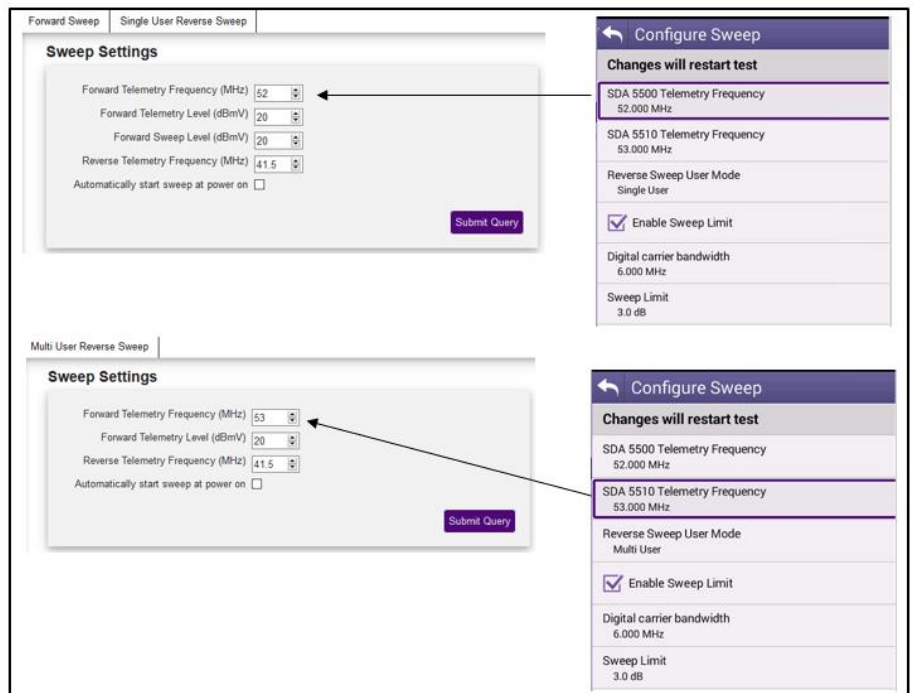 Forward Sweep
Single User Reverse Sweep
Sweep Settings
Forward Telemetry Frequency (MHz) 52
Forward Telemetry Level (dBmV) 20
Forward Sweep Level (dBmV) 20
Reverse Telemetry Frequency (MHz) 41.5
Automatically start sweep at power on
Submit Query
Configure Sweep
Changes will restart test
SDA 5500 Telemetry Frequency
52.000 MHz
SDA 5510 Telemetry Frequency
53.000 MHz
Reverse Sweep User Mode
Single User
Enable Sweep Limit
Digital carrier bandwidth
6.000 MHz
Sweep Limit
3.0 dB
Multi User Reverse Sweep
Sweep Settings
Forward Telemetry Frequency (MHz) 53
Forward Telemetry Level (dBmV) 20
Reverse Telemetry Frequency (MHz) 41.5
Automatically start sweep at power on
Submit Query
Configure Sweep
Changes will restart test
SDA 5500 Telemetry Frequency
52.000 MHz
SDA 5510 Telemetry Frequency
53.000 MHz
Reverse Sweep User Mode
Multi User
Enable Sweep Limit
Digital carrier bandwidth
6.000 MHz
Sweep Limit
3.0 dB